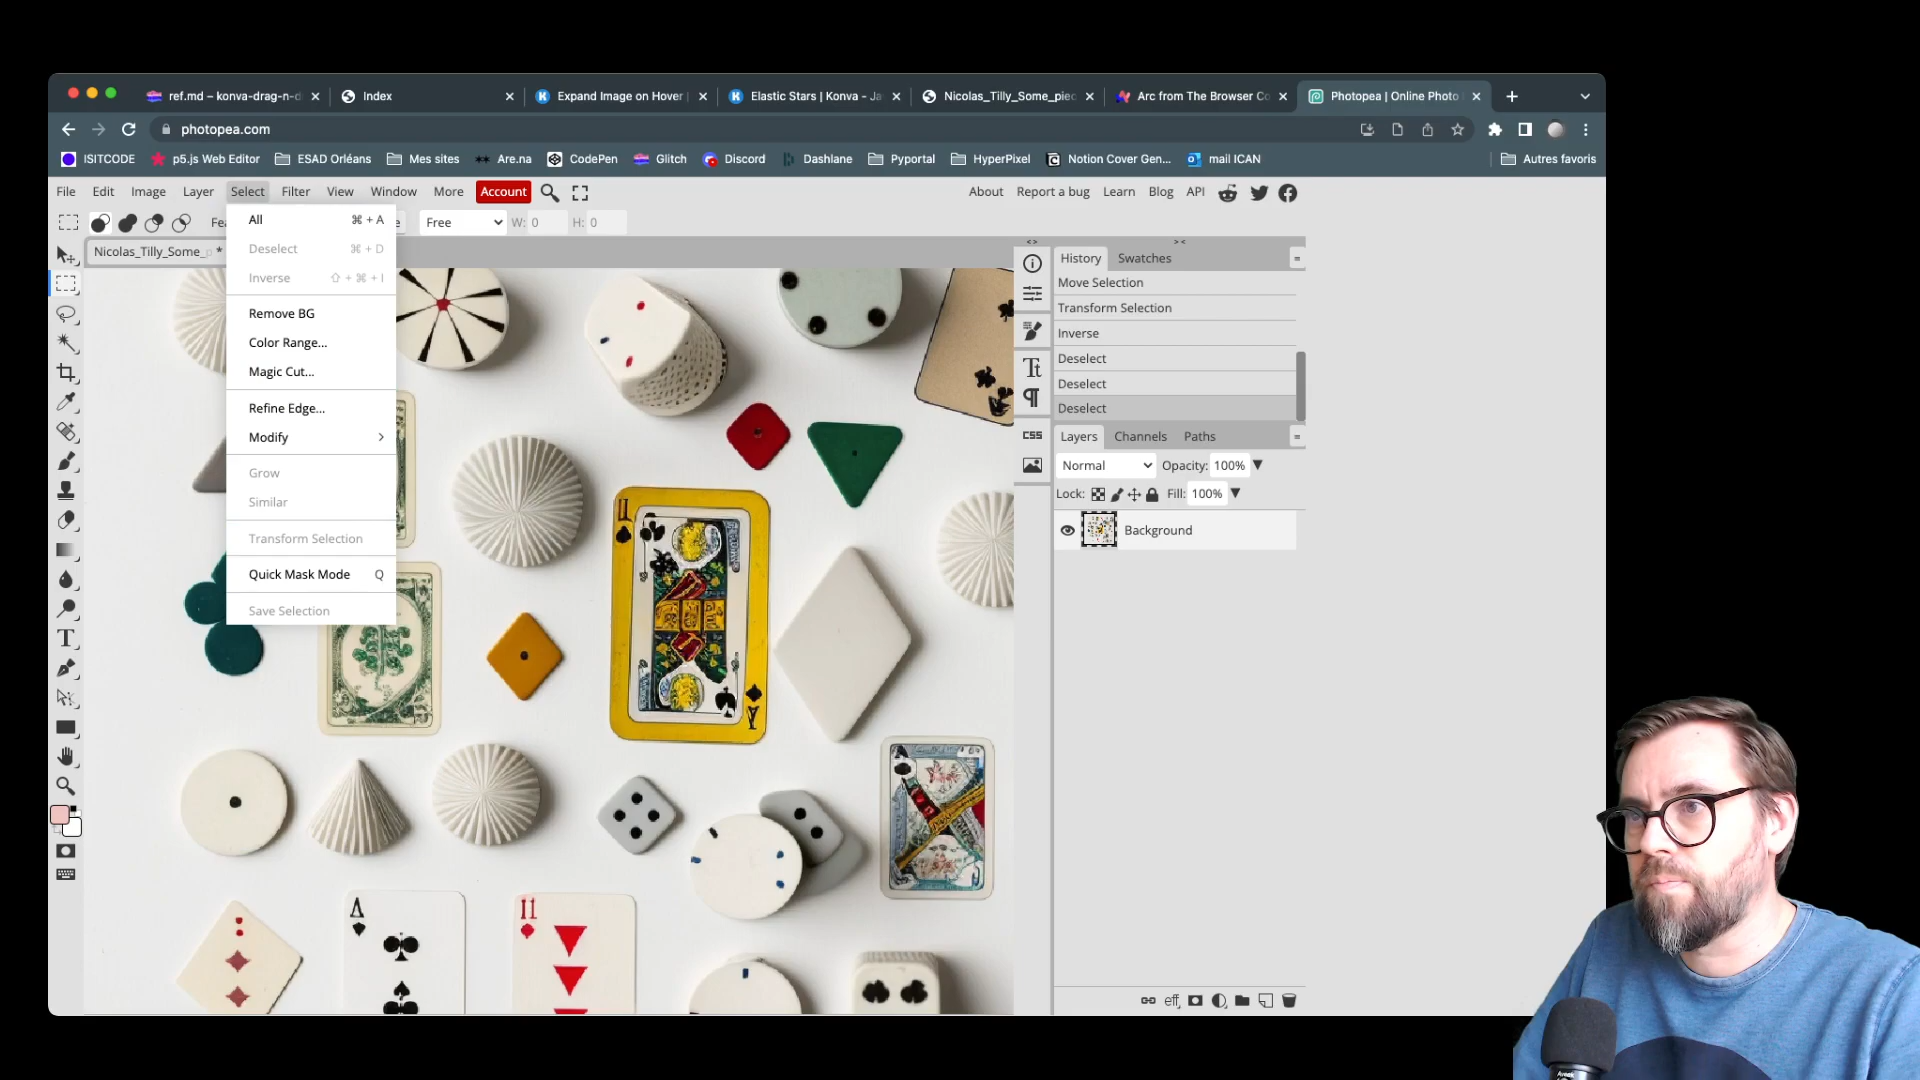 ref.md – konva-drag-n-d
Index
Expand Image on Hover
Elastic Stars | Konva - Ja
Nicolas_Tilly_Some_piec
Arc from The Browser Co
Photopea | Online Photo
photopea.com
ISITCODE
p5.js Web Editor
ESAD Orléans
Mes sites
Are.na
CodePen
Glitch
Discord
Dashlane
Pyportal
HyperPixel
Notion Cover Gen...
mail ICAN
Autres favoris
File Edit Image Layer Select Filter View Window More Account
About Report a bug Learn Blog API
Fea
e
Free
W: 0
H: 0
Nicolas_Tilly_Some_p *
All ⌘ + A
Deselect ⌘ + D
Inverse ⇧ + ⌘ + I
Remove BG
Color Range...
Magic Cut...
Refine Edge...
Modify
Grow
Similar
Transform Selection
Quick Mask Mode Q
Save Selection
CSS
History Swatches
Move Selection
Transform Selection
Inverse
Deselect
Deselect
Deselect
Layers Channels Paths
Normal
Opacity: 100%
Lock:
Fill: 100%
Background
eff
II
A
II